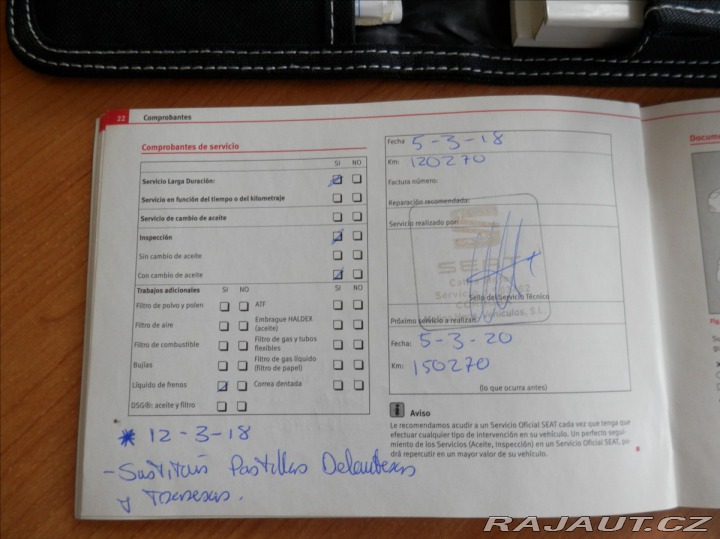 22 Comprobantes
Comprobantes de servicio
SI NO
Servicio Larga Duración:
Servicio en función del tiempo o del kilometraje
Servicio de cambio de aceite
Inspección
Sin cambio de aceite
Con cambio de aceite
Trabajos adicionales SI NO SI NO
Filtro de polvo y polen ATF
Filtro de aire Embrague HALDEX (aceite)
Filtro de combustible Filtro de gas y tubos flexibles
Bujías Filtro de gas líquido (filtro de papel)
Líquido de frenos Correa dentada
DSG®: aceite y filtro
* 12-3-18
- Sustituir Pastillas Delanteras
y Traseras.
Fecha 5-3-18
Km: 120270
Factura número:
Reparación recomendada:
Servicio realizado por:
SEAT
Sello del Servicio Técnico
Próximo servicio a realizar:
Fecha: 5-3-20
Km: 150270
(lo que ocurra antes)
Aviso
Le recomendamos acudir a un Servicio Oficial SEAT cada vez que tenga que
efectuar cualquier tipo de intervención en su vehículo. Un perfecto segui-
miento de los Servicios (Aceite, Inspección) en un Servicio Oficial SEAT, po-
drá repercutir en un mayor valor de su vehículo.
Docum
RAJAUT.CZ